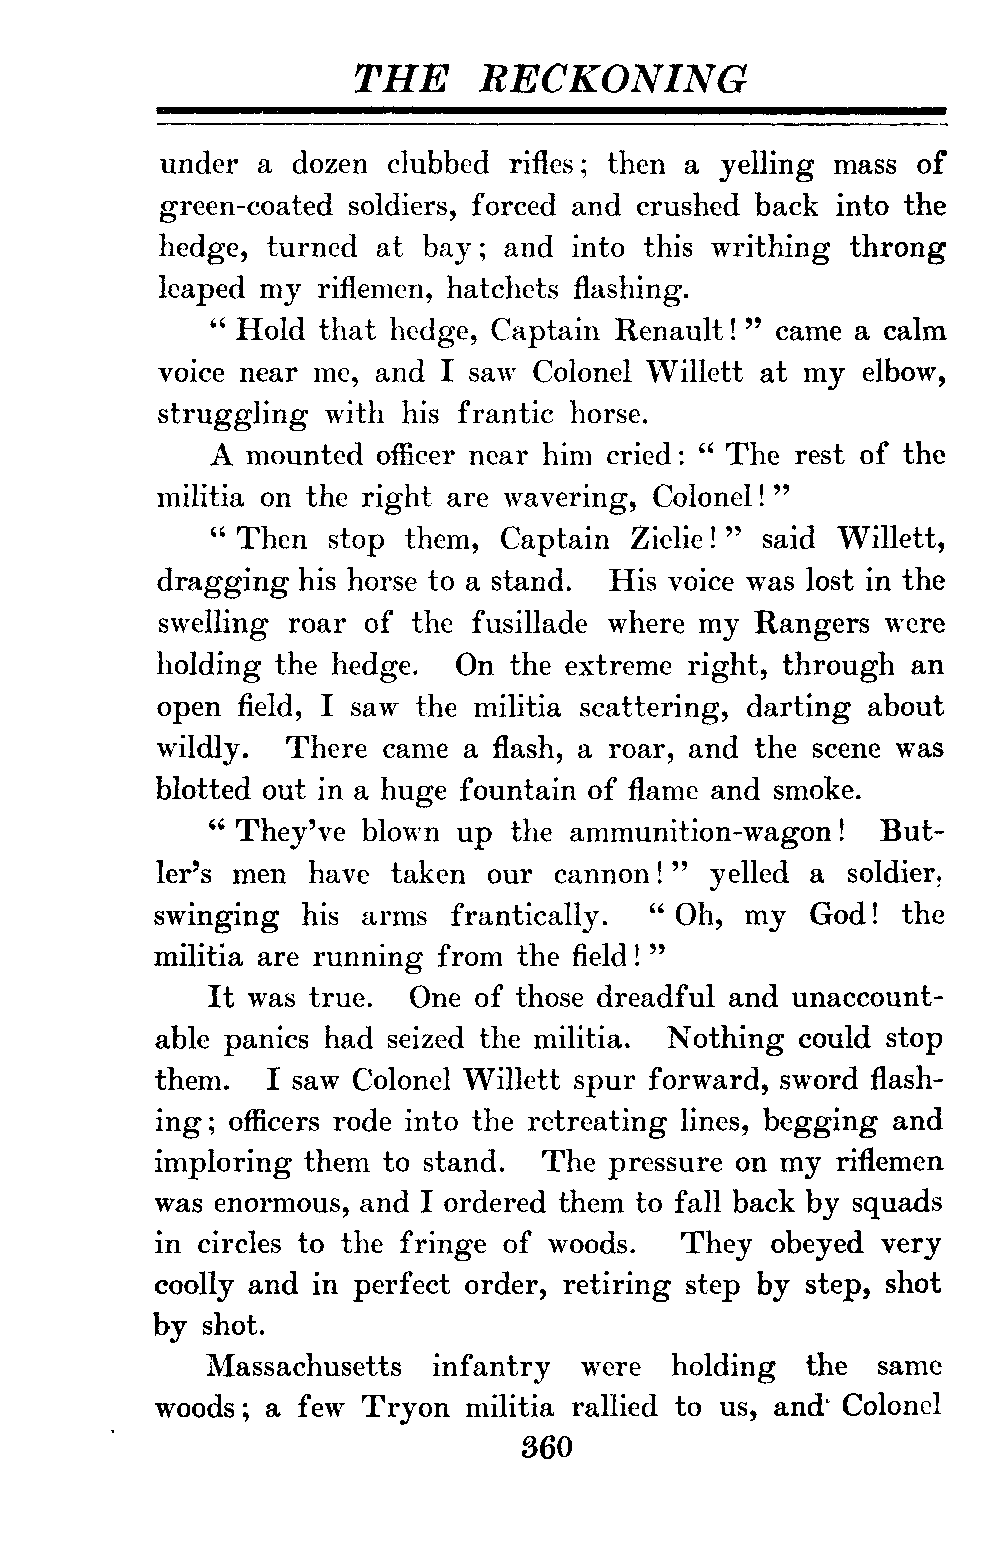 THE RECKONING
under a dozen clubbed rifles; then a yelling mass of
green-coated soldiers, forced and crushed back into the
hedge, turned at bay; and into this writhing throng
leaped my riflemen, hatchets flashing.
“ Hold that hedge, Captain Renault! ” came a calm
voice near me, and I saw Colonel Willett at my elbow,
struggling with his frantic horse.
A mounted officer near him cried: “ The rest of the
militia on the right are wavering, Colonel! ”
“ Then stop them, Captain Zielie! ” said Willett,
dragging his horse to a stand. His voice was lost in the
swelling roar of the fusillade where my Rangers were
holding the hedge. On the extreme right, through an
open field, I saw the militia scattering, darting about
wildly. There came a flash, a roar, and the scene was
blotted out in a huge fountain of flame and smoke.
“ They’ve blown up the ammunition-wagon! But-
ler’s men have taken our cannon! ” yelled a soldier,
swinging his arms frantically. “ Oh, my God! the
militia are running from the field! ”
It was true. One of those dreadful and unaccount-
able panics had seized the militia. Nothing could stop
them. I saw Colonel Willett spur forward, sword flash-
ing; officers rode into the retreating lines, begging and
imploring them to stand. The pressure on my riflemen
was enormous, and I ordered them to fall back by squads
in circles to the fringe of woods. They obeyed very
coolly and in perfect order, retiring step by step, shot
by shot.
Massachusetts infantry were holding the same
woods; a few Tryon militia rallied to us, and Colonel
360